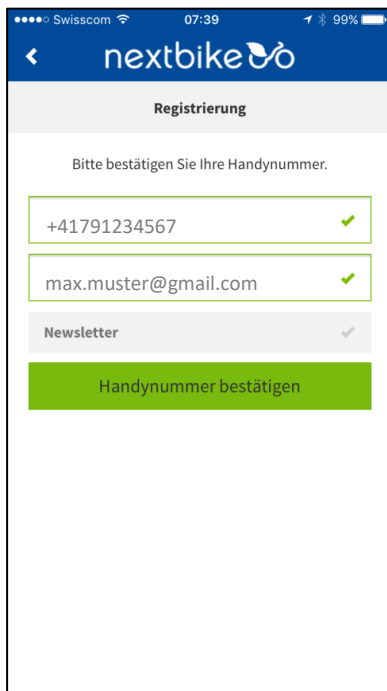 Swisscom 07:39 99%
nextbike
Registrierung
Bitte bestätigen Sie Ihre Handynummer.
+41791234567
max.muster@gmail.com
Newsletter
Handynummer bestätigen